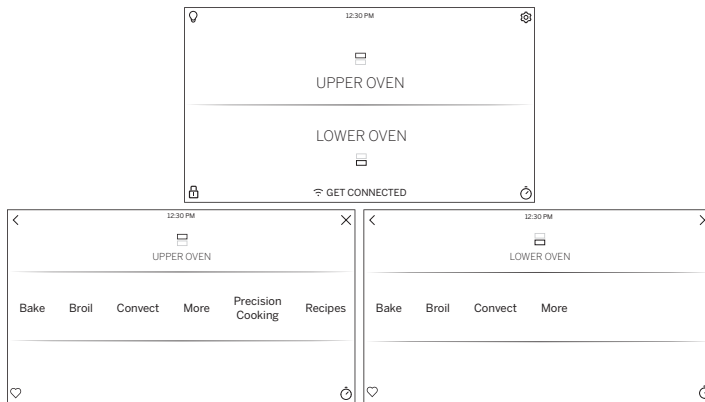 12:30 PM
UPPER OVEN
LOWER OVEN
GET CONNECTED
12:30 PM
UPPER OVEN
Bake Broil Convect More Precision Cooking Recipes
12:30 PM
LOWER OVEN
Bake Broil Convect More